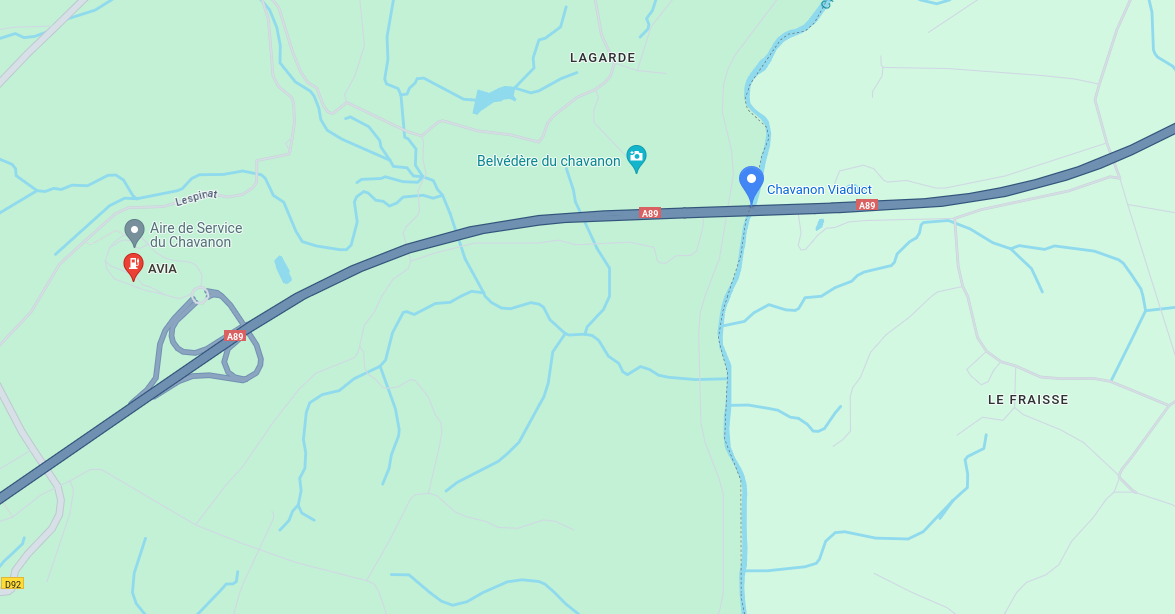 LAGARDE
Belvédère du chavanon
Chavanon Viaduct
Lespinat
A89
A89
Aire de Service
du Chavanon
AVIA
A89
LE FRAISSE
D92